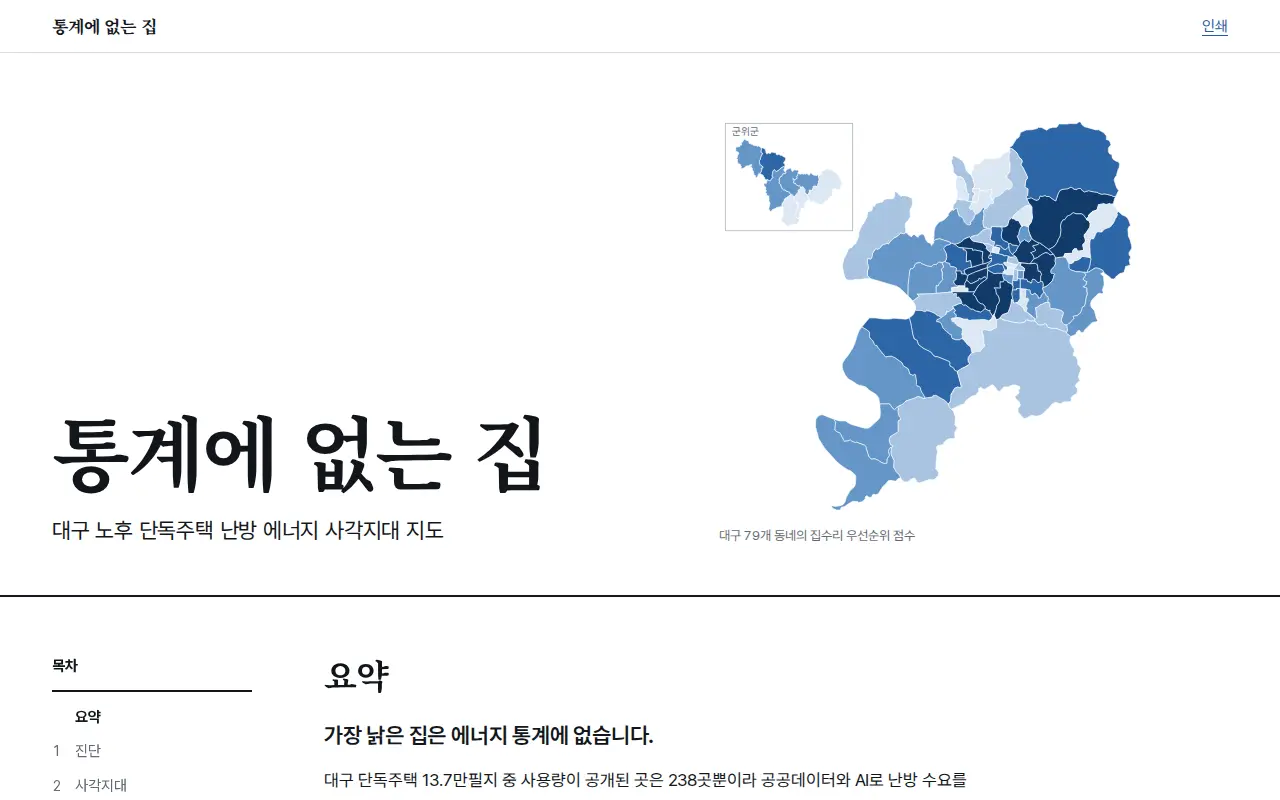 통계에 없는 집
인쇄
군위군
통계에 없는 집
대구 노후 단독주택 난방 에너지 사각지대 지도
대구 79개 동네의 집수리 우선순위 점수
목차
요약
1 진단
2 사각지대
요약
가장 낡은 집은 에너지 통계에 없습니다.
대구 단독주택 13.7만필지 중 사용량이 공개된 곳은 238곳뿐이라 공공데이터와 AI로 난방 수요를